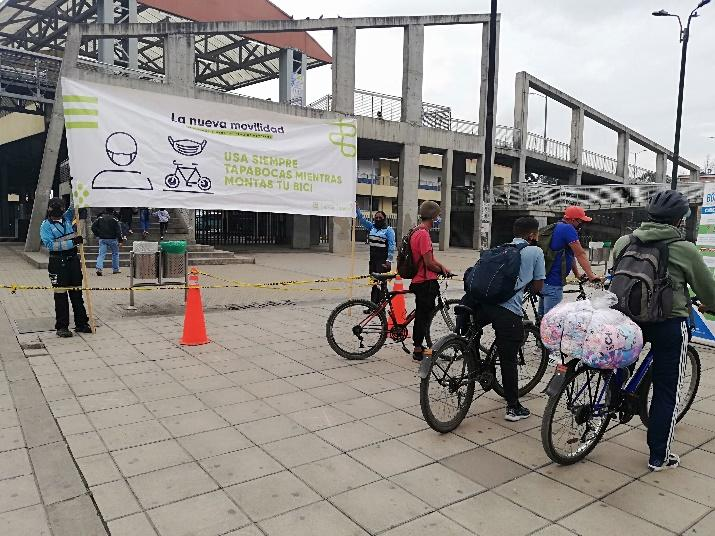 La nueva movilidad
USA SIEMPRE
TAPABOCAS MIENTRAS
MONTAS TU BICI